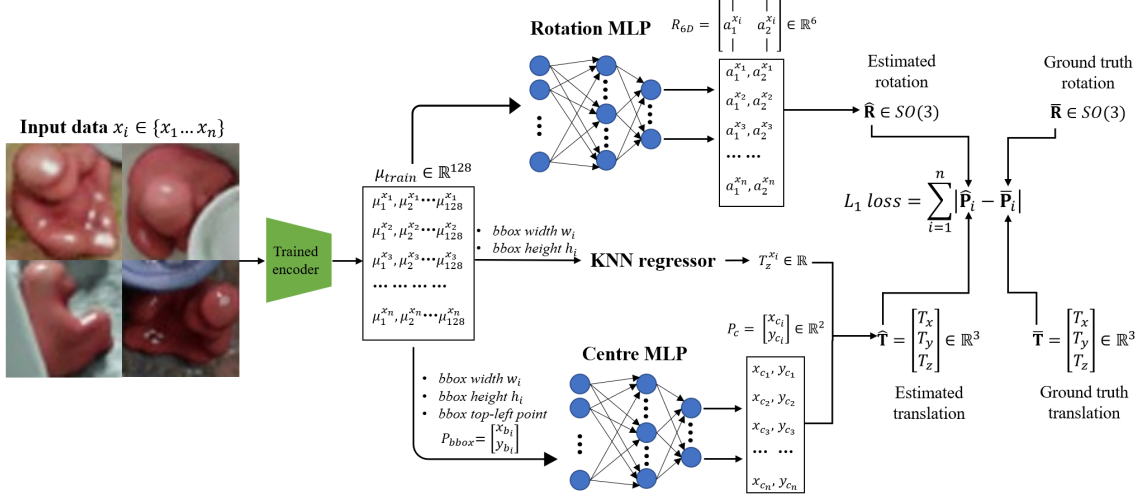 Input data x_i ∈ {x_1 … x_n}
Trained
encoder
μ_train ∈ ℝ^128
μ_1^{x_1}, μ_2^{x_1} ⋯ μ_128^{x_1}
μ_1^{x_2}, μ_2^{x_2} ⋯ μ_128^{x_2}
μ_1^{x_3}, μ_2^{x_3} ⋯ μ_128^{x_3}
… … … …
μ_1^{x_n}, μ_2^{x_n} ⋯ μ_128^{x_n}
Rotation MLP
R_6D = [a_1^{x_i} a_2^{x_i}] ∈ ℝ^6
a_1^{x_1}, a_2^{x_1}
a_1^{x_2}, a_2^{x_2}
a_1^{x_3}, a_2^{x_3}
… …
a_1^{x_n}, a_2^{x_n}
Estimated
rotation
R̂ ∈ SO(3)
Ground truth
rotation
R̄ ∈ SO(3)
L_1 loss = ∑_{i=1}^{n} |P̂_i − P̄_i|
• bbox width w_i
• bbox height h_i
KNN regressor
T_z^{x_i} ∈ ℝ
• bbox width w_i
• bbox height h_i
• bbox top-left point
P_bbox = [x_{b_i} y_{b_i}]
Centre MLP
P_c = [x_{c_i} y_{c_i}] ∈ ℝ^2
x_{c_1}, y_{c_1}
x_{c_2}, y_{c_2}
x_{c_3}, y_{c_3}
… …
x_{c_n}, y_{c_n}
T̂ = [T_x T_y T_z] ∈ ℝ^3
Estimated
translation
T̄ = [T_x T_y T_z] ∈ ℝ^3
Ground truth
translation